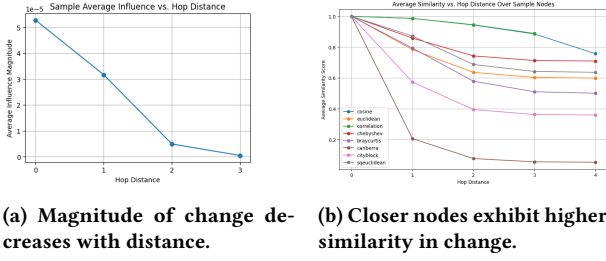 Sample Average Influence vs. Hop Distance
1e−5
5
4
3
2
1
0
Average Influence Magnitude
0 1 2 3
Hop Distance
Average Similarity vs. Hop Distance Over Sample Nodes
1.0
0.8
0.6
0.4
0.2
Average Similarity Score
cosine
euclidean
correlation
chebyshev
braycurtis
canberra
cityblock
sqeuclidean
0 1 2 3 4
Hop Distance
(a) Magnitude of change de-
creases with distance.
(b) Closer nodes exhibit higher
similarity in change.